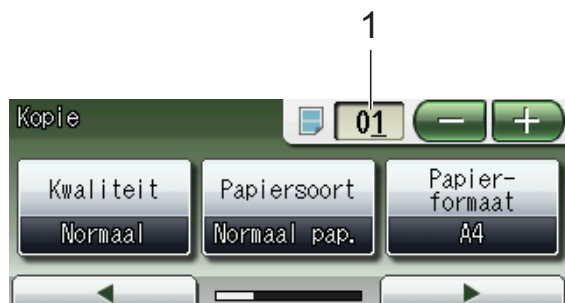 1
Kopie
01
Kwaliteit
Normaal
Papiersoort
Normaal pap.
Papier-
formaat
A4